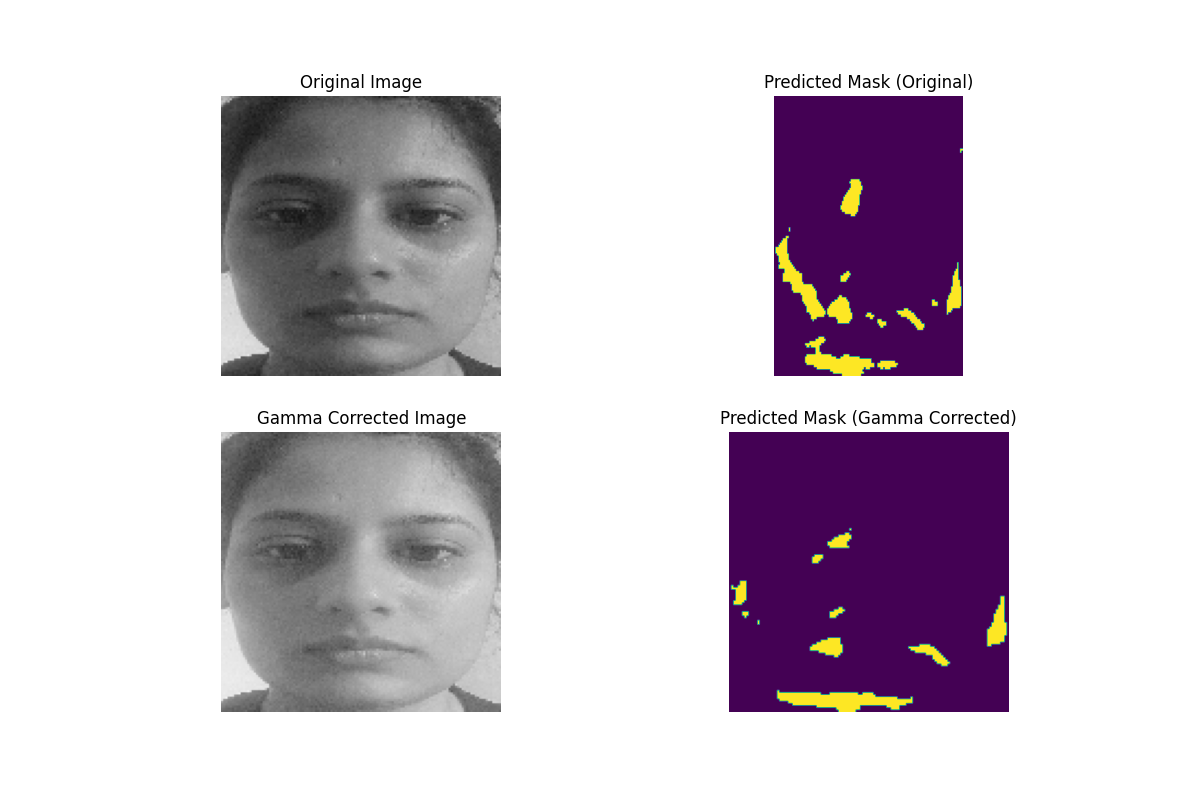 Original Image
Predicted Mask (Original)
Gamma Corrected Image
Predicted Mask (Gamma Corrected)